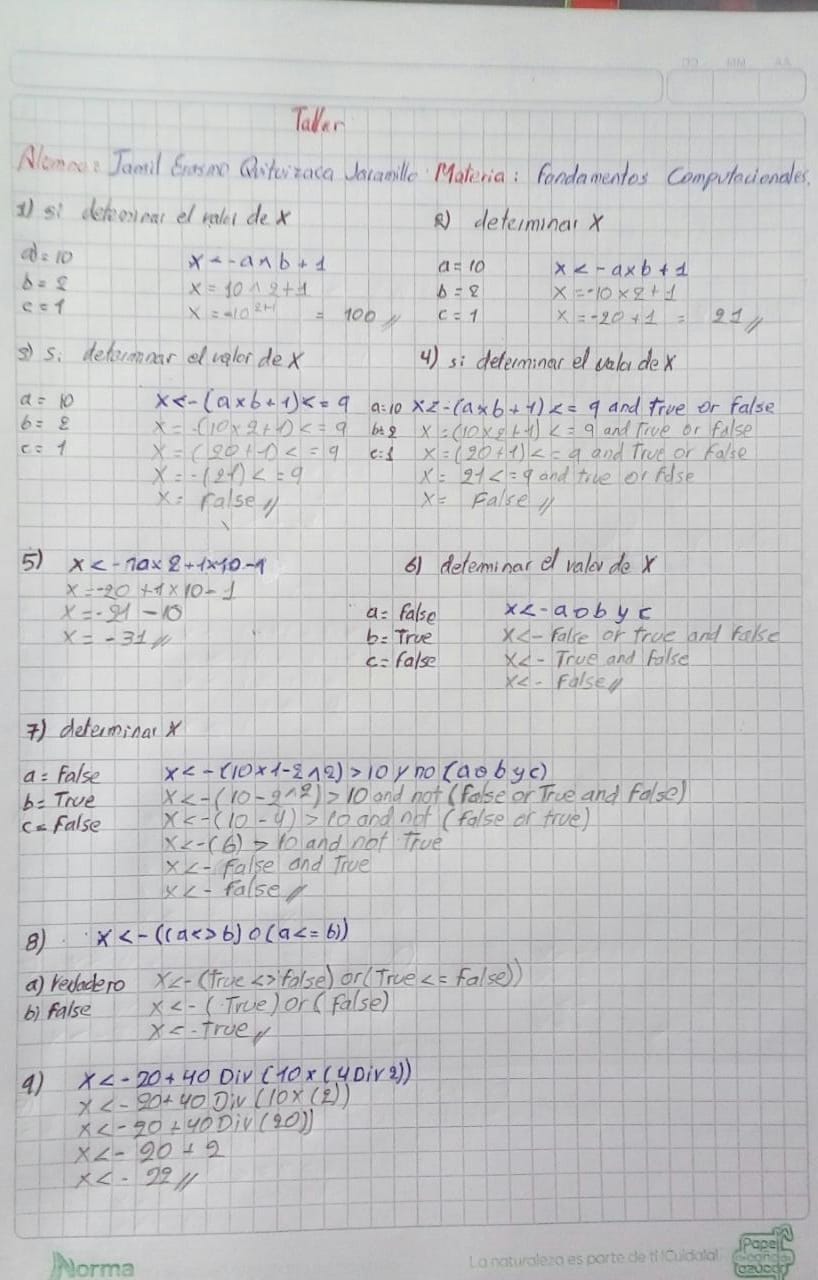 DD MM AA
Taller
Alumno: Jamil Erasmo Quituizaca Jaramillo Materia: Fundamentos Computacionales.
1) si determinar el valor de x
a = 10 x <- a ^ b + 1
b = 2 x = 10 ^ 2 + 1
c = 1 x = -10²⁺¹ = 100 //
2) determinar x
a = 10 x <- a x b + 1
b = 2 x = -10 x 2 + 1
c = 1 x = -20 + 1 = 21 //
3) si determinar el valor de x
a = 10 x <- (a x b + 1) <= 9
b = 2 x = -(10 x 2 + 1) <= 9
c = 1 x = (20 + 1) <= 9
x = -(21) <= 9
x = False //
4) si determinar el valor de x
a = 10 x <- (a x b + 1) <= 9 and true or false
b = 2 x = (10 x 2 + 1) <= 9 and True or false
c = 1 x = (20 + 1) <= 9 and True or False
x = 21 <= 9 and true or false
x = False //
5) x <- 10 x 2 + 1 x 10 - 1
x = -20 + 1 x 10 - 1
x = -21 - 10
x = -31 //
6) deteminar el valor de x
a = false x <- a o b y c
b = True x <- False or true and False
c = false x <- True and False
x <- False //
7) determinar x
a = False x <- (10 x 1 - 2 ^ 2) > 10 y no (a o b y c)
b = True x <- (10 - 2 ^ 2) > 10 and not (false or True and False)
c = False x <- (10 - 4) > 10 and not (false or true)
x <- (6) > 10 and not True
x <- False and True
x <- False //
8) x <- ((a <> b) o (a <= b))
a) verdadero x <- (True <> false) or (True <= False))
b) False x <- (True) or (false)
x <- true //
9) x <- 20 + 40 Div (10 x (4 Div 2))
x <- 20 + 40 Div (10 x (2))
x <- 20 + 40 Div (20))
x <- 20 + 2
x <- 22 //
Norma
La naturaleza es parte de ti ¡Cuidala!
Papel
caña de
azúcar